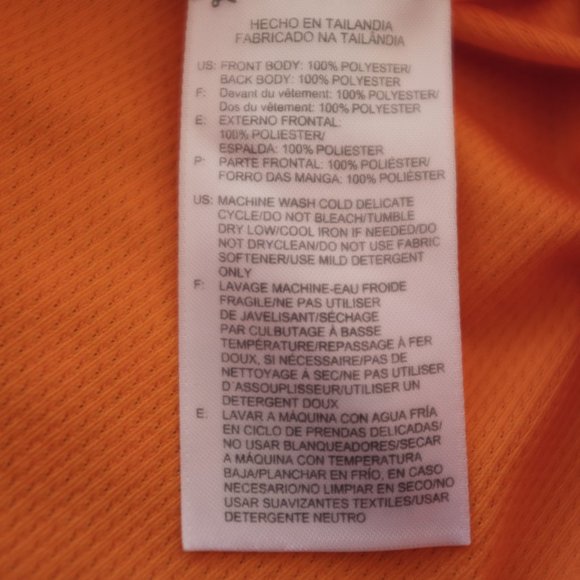 HECHO EN TAILANDIA
FABRICADO NA TAILÂNDIA
US: FRONT BODY: 100% POLYESTER/
BACK BODY: 100% POLYESTER
F: Devant du vêtement: 100% POLYESTER/
Dos du vêtement: 100% POLYESTER
E: EXTERNO FRONTAL:
100% POLIESTER/
ESPALDA: 100% POLIESTER
P: PARTE FRONTAL: 100% POLIÉSTER/
FORRO DAS MANGA: 100% POLIÉSTER
US: MACHINE WASH COLD DELICATE
CYCLE/DO NOT BLEACH/TUMBLE
DRY LOW/COOL IRON IF NEEDED/DO
NOT DRYCLEAN/DO NOT USE FABRIC
SOFTENER/USE MILD DETERGENT
ONLY
F: LAVAGE MACHINE-EAU FROIDE
FRAGILE/NE PAS UTILISER
DE JAVELISANT/SÉCHAGE
PAR CULBUTAGE À BASSE
TEMPÉRATURE/REPASSAGE À FER
DOUX, SI NÉCESSAIRE/PAS DE
NETTOYAGE À SEC/NE PAS UTILISER
D'ASSOUPLISSEUR/UTILISER UN
DETERGENT DOUX
E: LAVAR A MÁQUINA CON AGUA FRÍA
EN CICLO DE PRENDAS DELICADAS/
NO USAR BLANQUEADORES/SECAR
A MÁQUINA CON TEMPERATURA
BAJA/PLANCHAR EN FRÍO, EN CASO
NECESARIO/NO LIMPIAR EN SECO/NO
USAR SUAVIZANTES TEXTILES/USAR
DETERGENTE NEUTRO